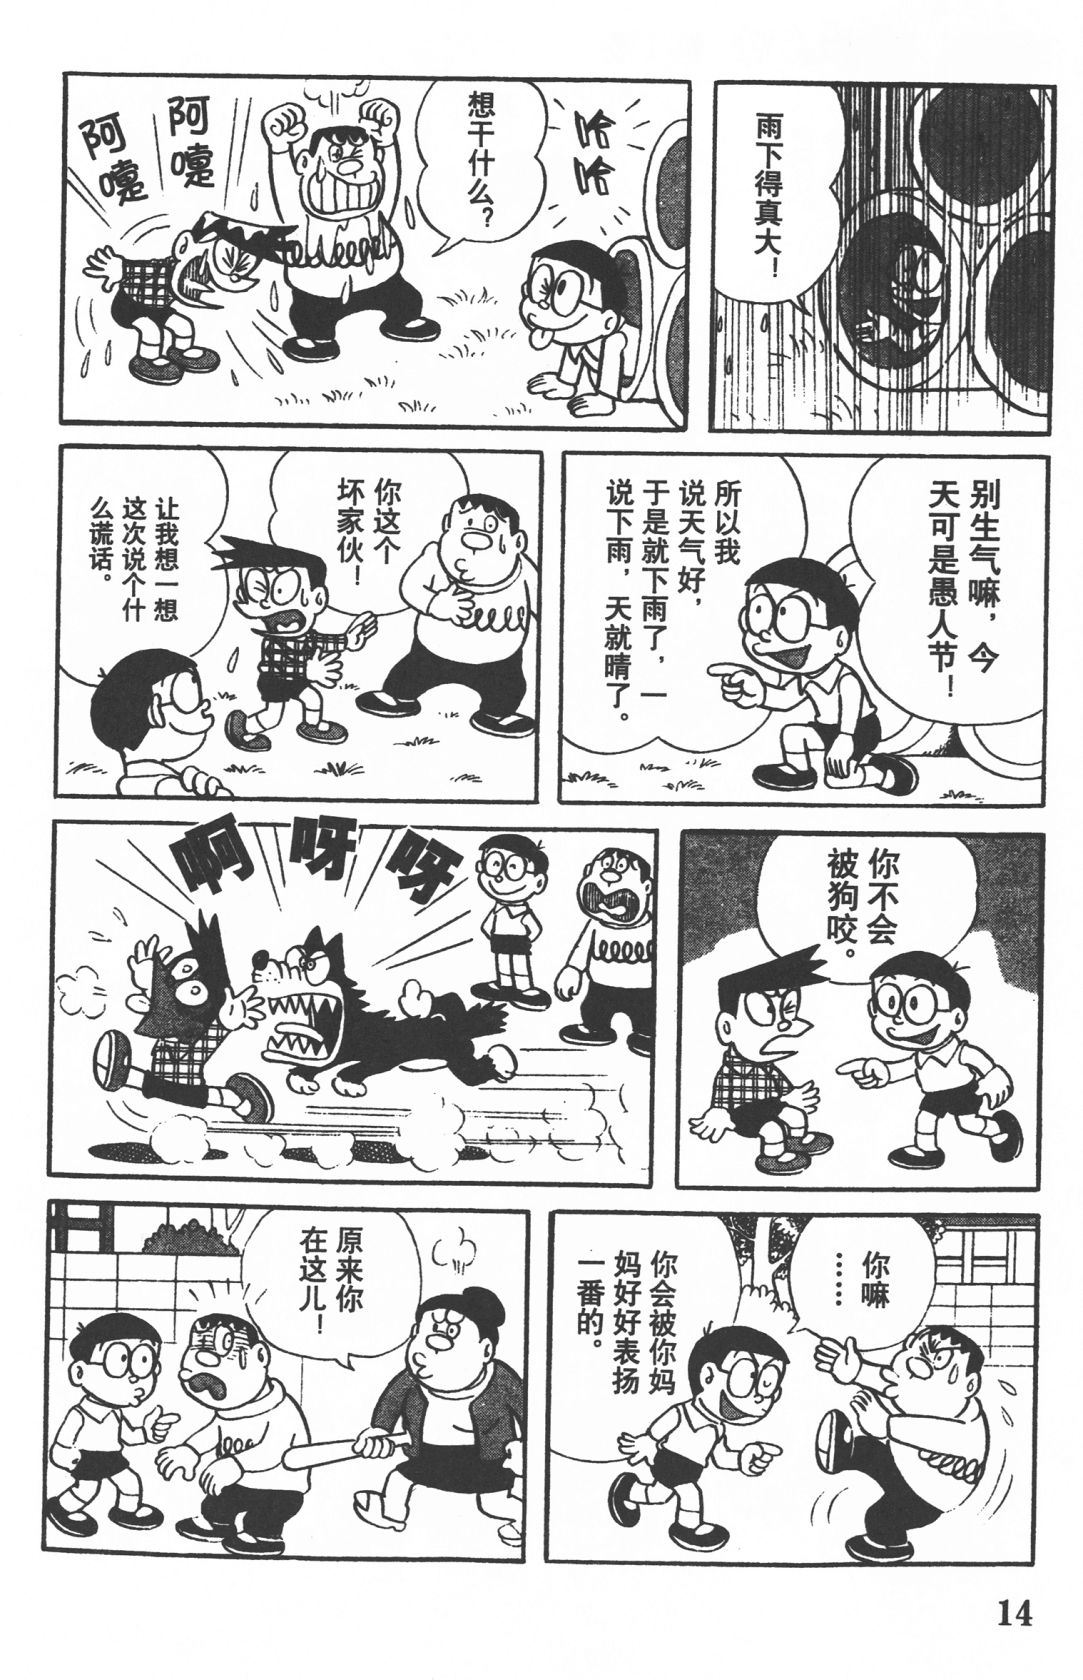 雨下得真大！
哈
哈
想干什么？
阿
嚏
阿
嚏
别生气嘛，今
天可是愚人节！
所以我
说天气好，
于是就下雨了，一
说下雨，天就晴了。
你这个
坏家伙！
让我想一想
这次说个什
么谎话。
你不会
被狗咬。
啊呀呀
你嘛
……
你会被你妈
妈好好表扬
一番的。
原来你
在这儿！
14